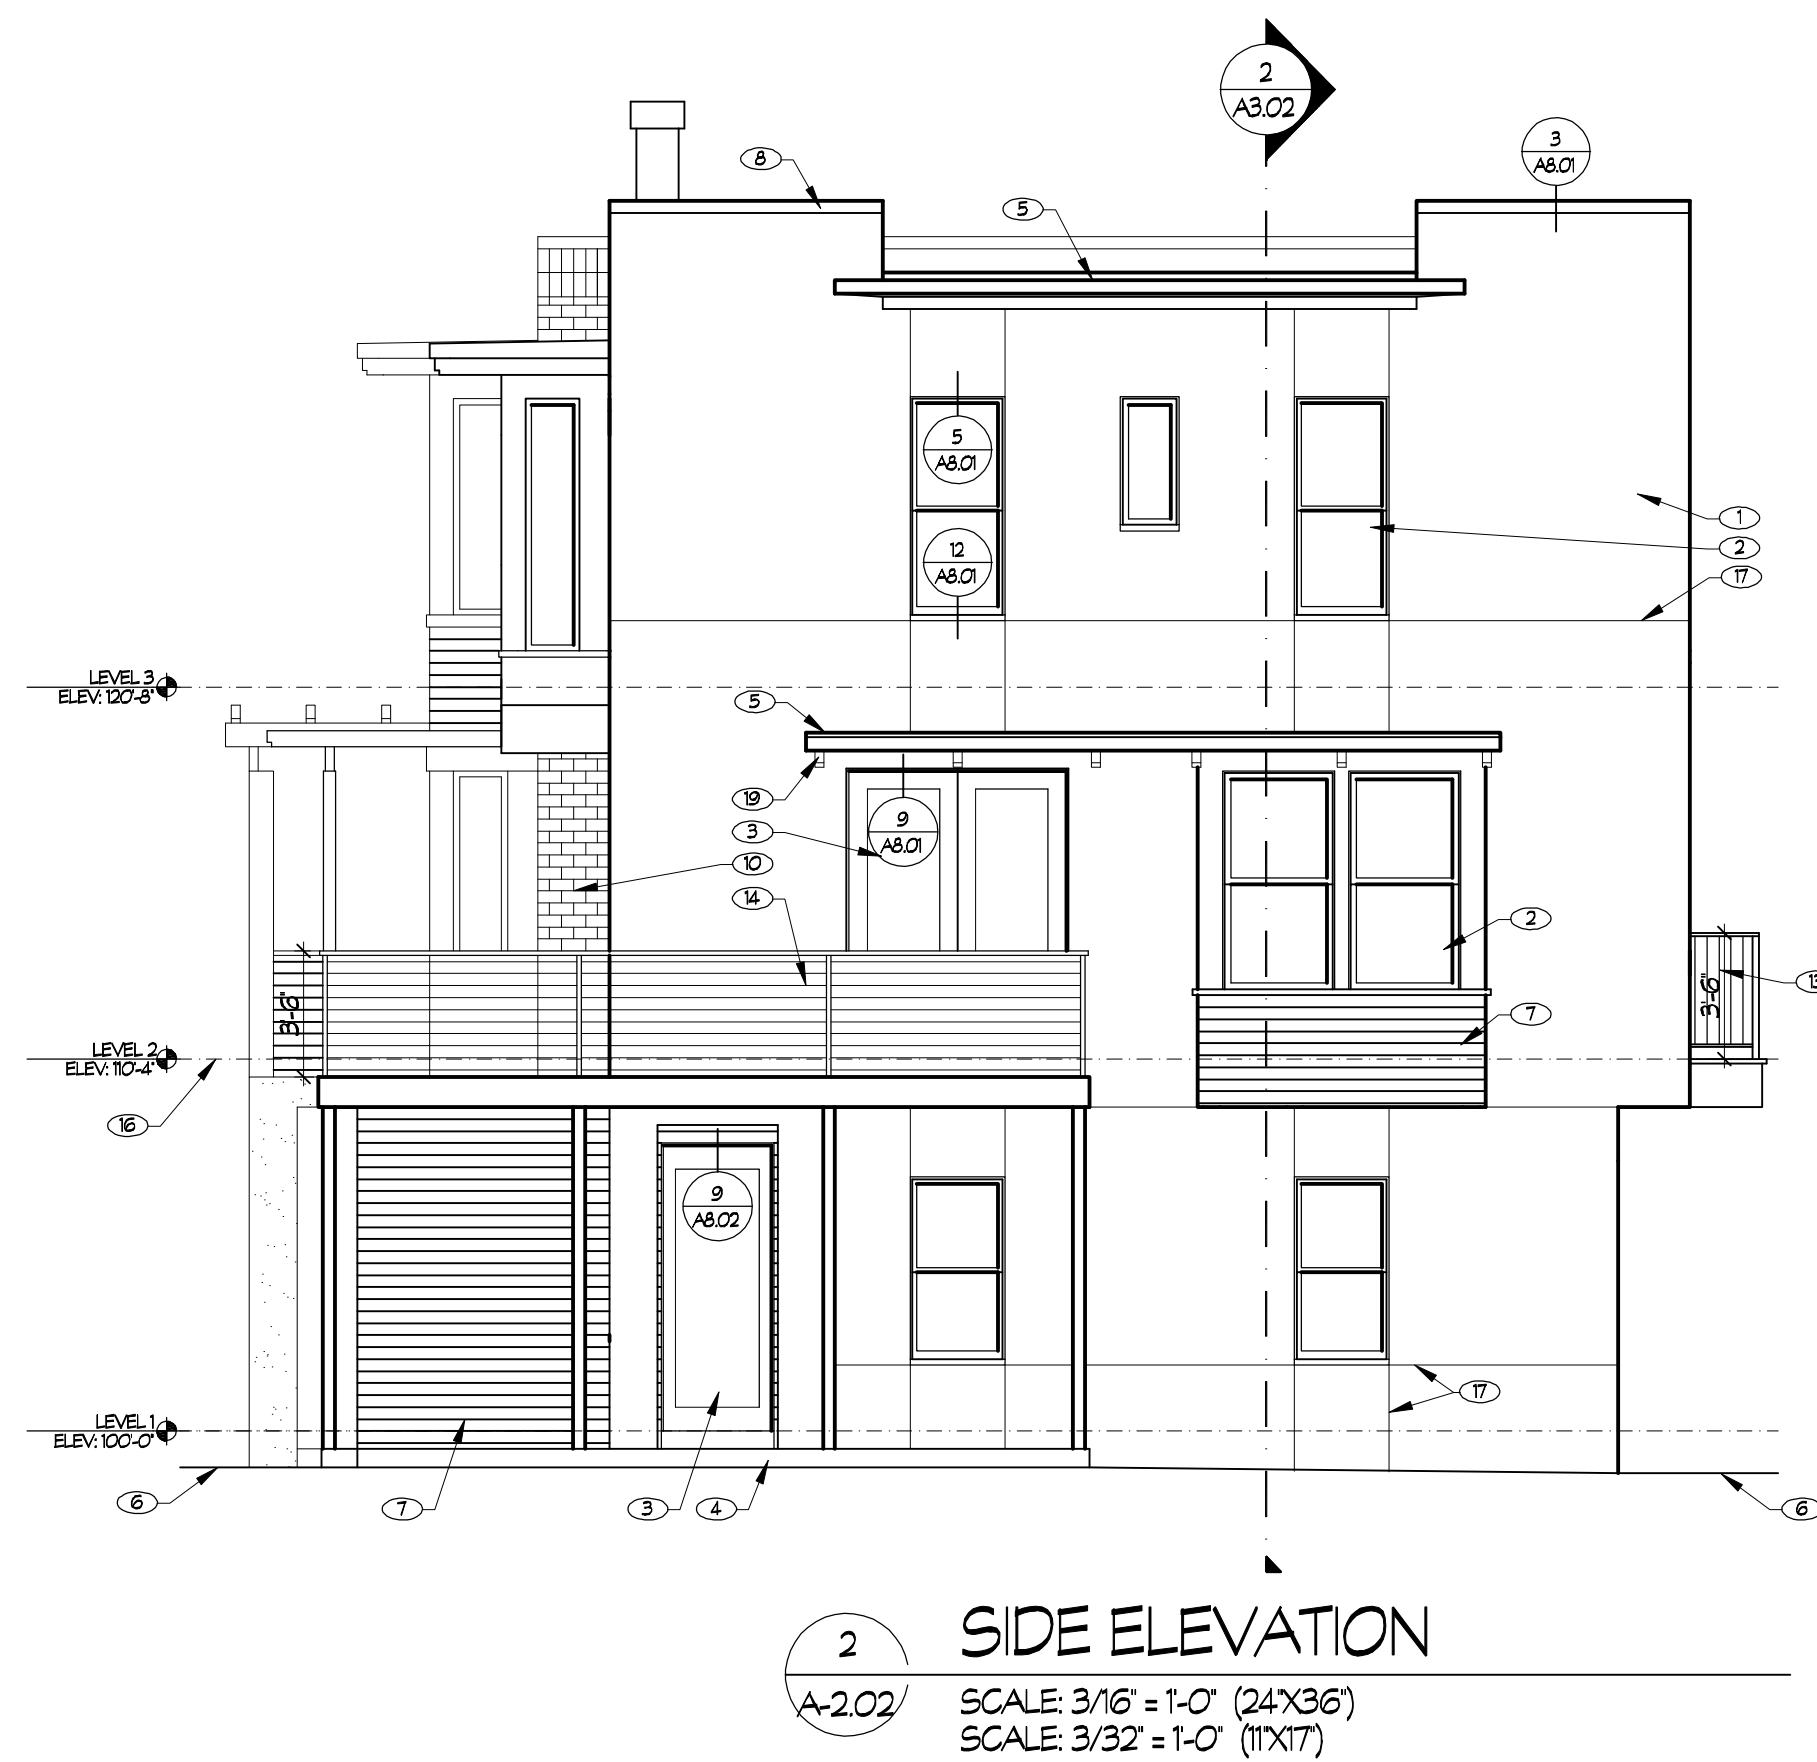 2
A3.02
3
A8.01
8
5
5
A8.01
12
A8.01
1
2
17
LEVEL 3
ELEV: 120'-8"
5
19
3
9
A8.01
10
14
2
13
3'-6"
3'-6"
7
LEVEL 2
ELEV: 110'-4"
16
9
A8.02
17
LEVEL 1
ELEV: 100'-0"
6
7
3
4
6
2
A-2.02
SIDE ELEVATION
SCALE: 3/16" = 1'-0" (24"X36")
SCALE: 3/32" = 1'-0" (11"X17")